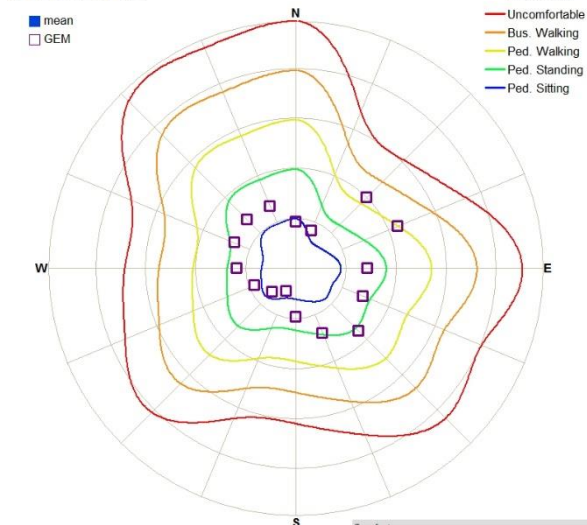 mean
GEM
N
Uncomfortable
Bus. Walking
Ped. Walking
Ped. Standing
Ped. Sitting
W
E
S